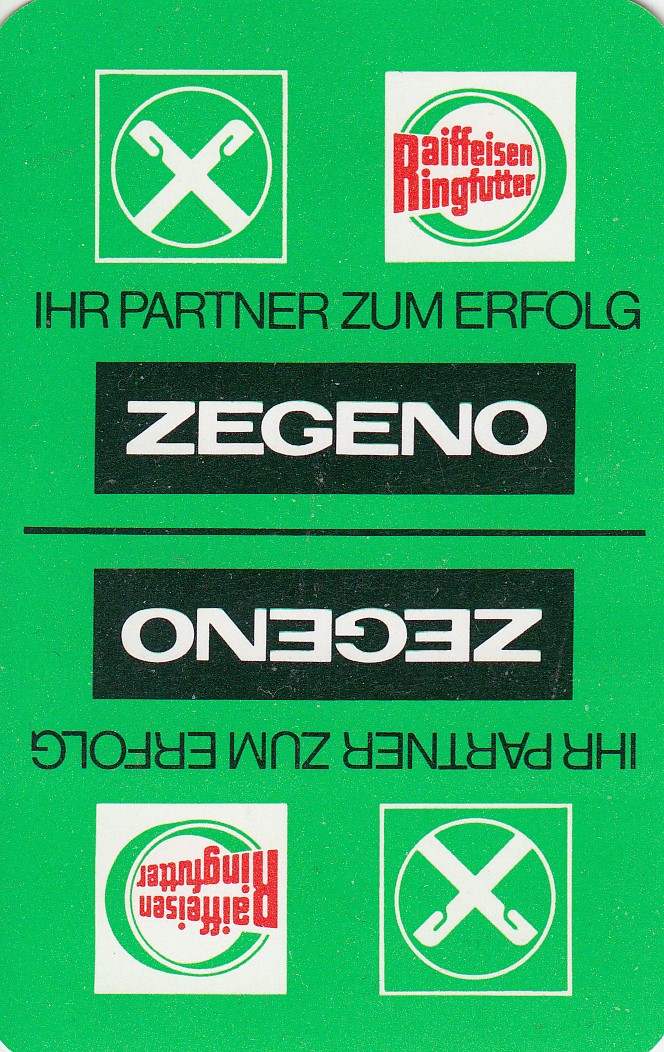 Raiffeisen
Ringfutter
IHR PARTNER ZUM ERFOLG
ZEGENO
ZEGENO
IHR PARTNER ZUM ERFOLG
Raiffeisen
Ringfutter